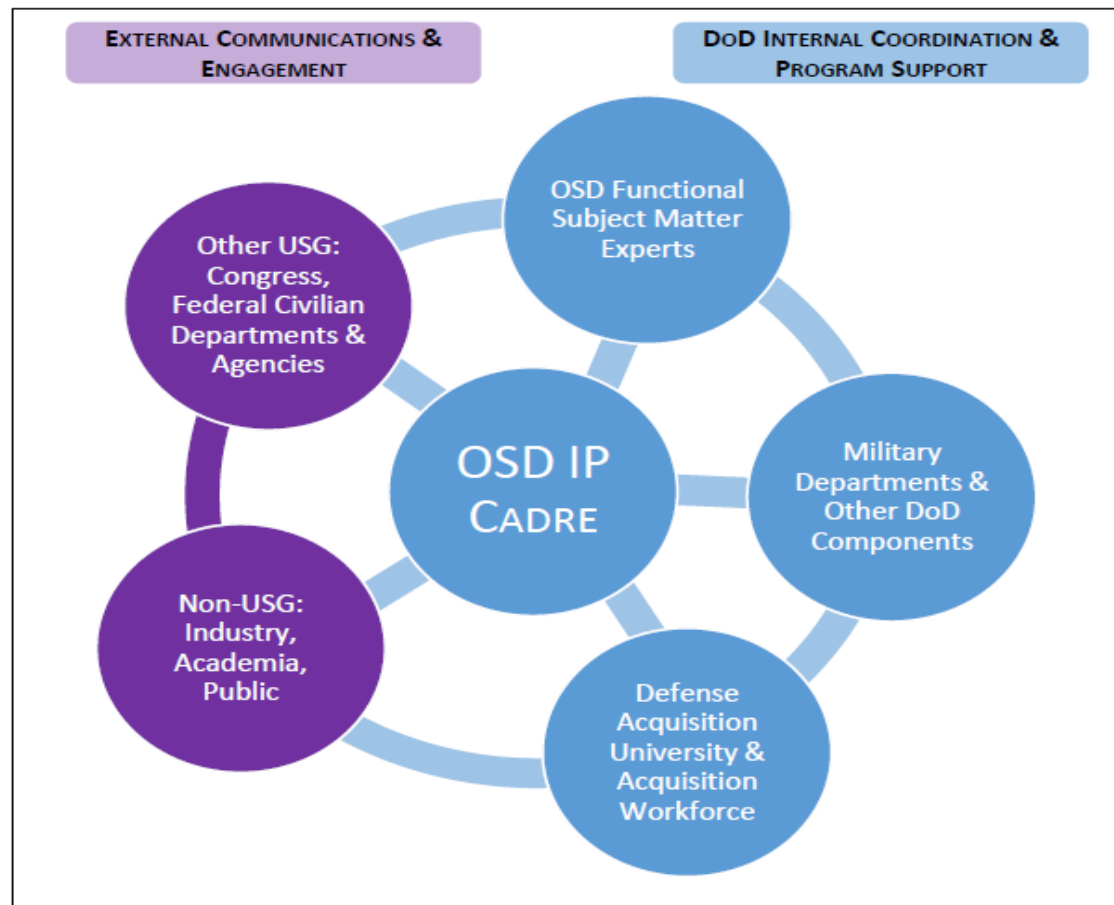 EXTERNAL COMMUNICATIONS &
ENGAGEMENT
DOD INTERNAL COORDINATION &
PROGRAM SUPPORT
OSD Functional
Subject Matter
Experts
Other USG:
Congress,
Federal Civilian
Departments &
Agencies
OSD IP
CADRE
Military
Departments &
Other DoD
Components
Non-USG:
Industry,
Academia,
Public
Defense
Acquisition
University &
Acquisition
Workforce